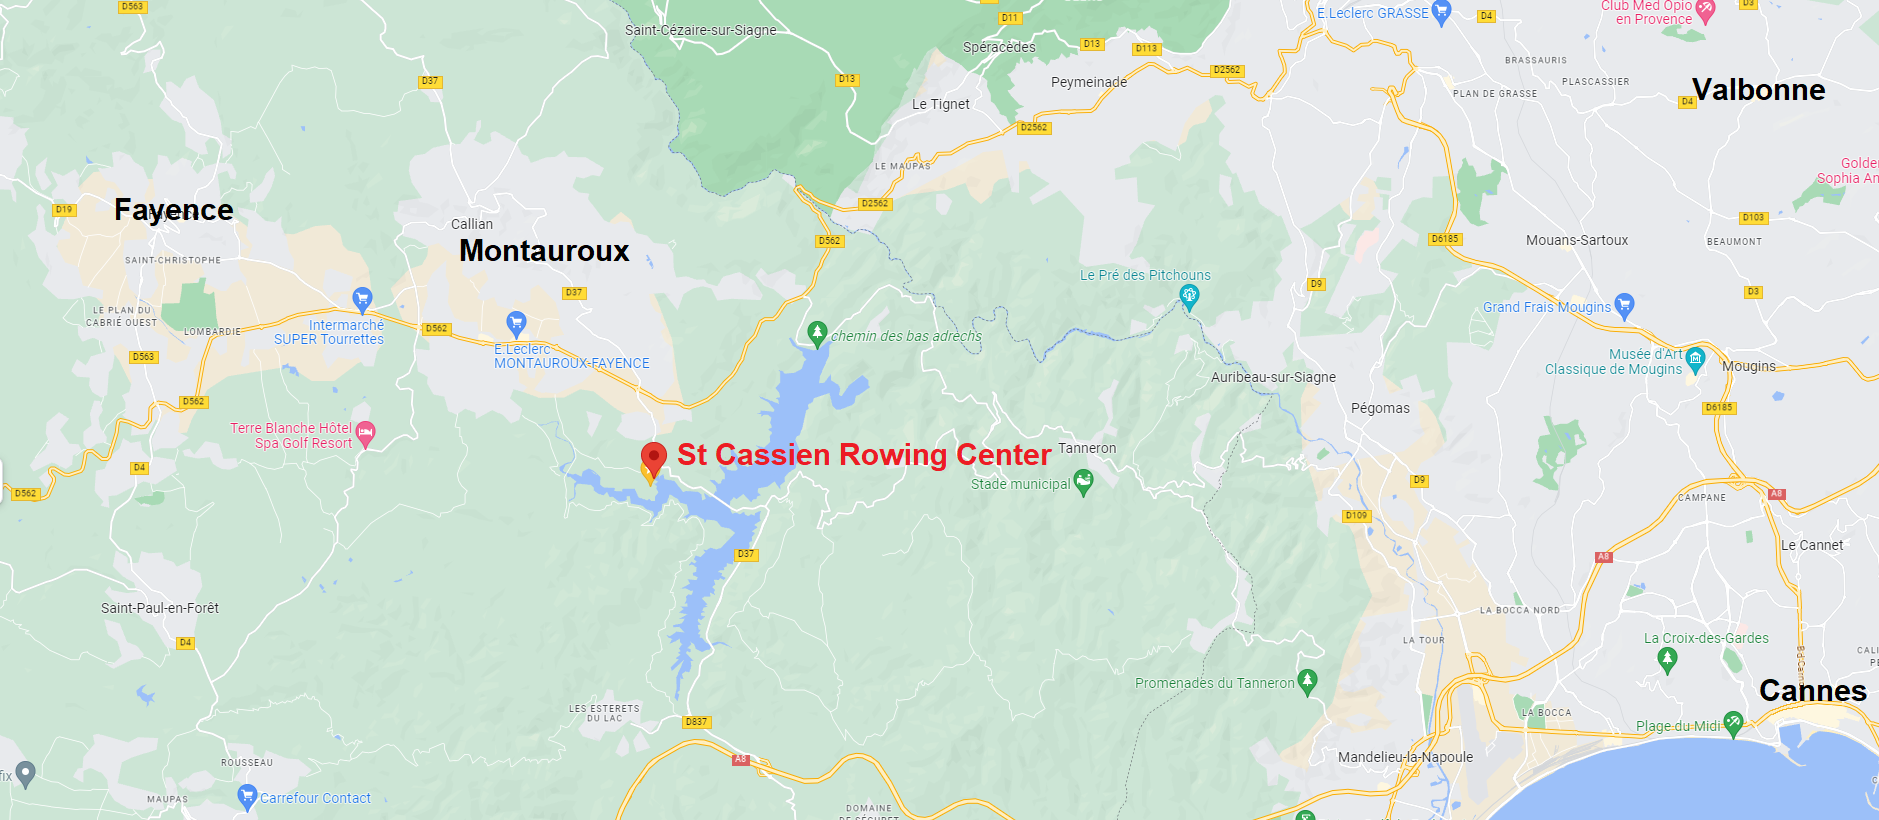 D563
D11
E.Leclerc GRASSE
D4
Club Med Opio
en Provence
D3
Saint-Cézaire-sur-Siagne
Spéracèdes
D13
D113
BRASSAURIS
D37
D13
Peymeinade
D2562
PLASCASSIER
PLAN DE GRASSE
D4
Valbonne
Le Tignet
D2562
LE MAUPAS
Golde
Sophia An
D19
Fayence
D2562
D103
Callian
Montauroux
D562
D6185
Mouans-Sartoux
BEAUMONT
SAINT-CHRISTOPHE
Le Pré des Pitchouns
D9
D37
D3
LE PLAN DU
CABRIÉ OUEST
LOMBARDIE
Intermarché
SUPER Tourrettes
D562
Grand Frais Mougins
chemin des bas adrechs
E.Leclerc
MONTAUROUX-FAYENCE
D563
Musée d'Art
Classique de Mougins
Mougins
Auribeau-sur-Siagne
D562
Pégomas
D6185
Terre Blanche Hôtel
Spa Golf Resort
St Cassien Rowing Center
Tanneron
D4
Stade municipal
D9
D562
CAMPANE
A8
D109
D37
A8
Le Cannet
Saint-Paul-en-Forêt
LA BOCCA NORD
D4
LA TOUR
La Croix-des-Gardes
CALI
Promenades du Tanneron
Cannes
LES ESTERETS
DU LAC
D837
LA BOCCA
Plage du Midi
ROUSSEAU
A8
Mandelieu-la-Napoule
fix
MAUPAS
Carrefour Contact
DOMAINE